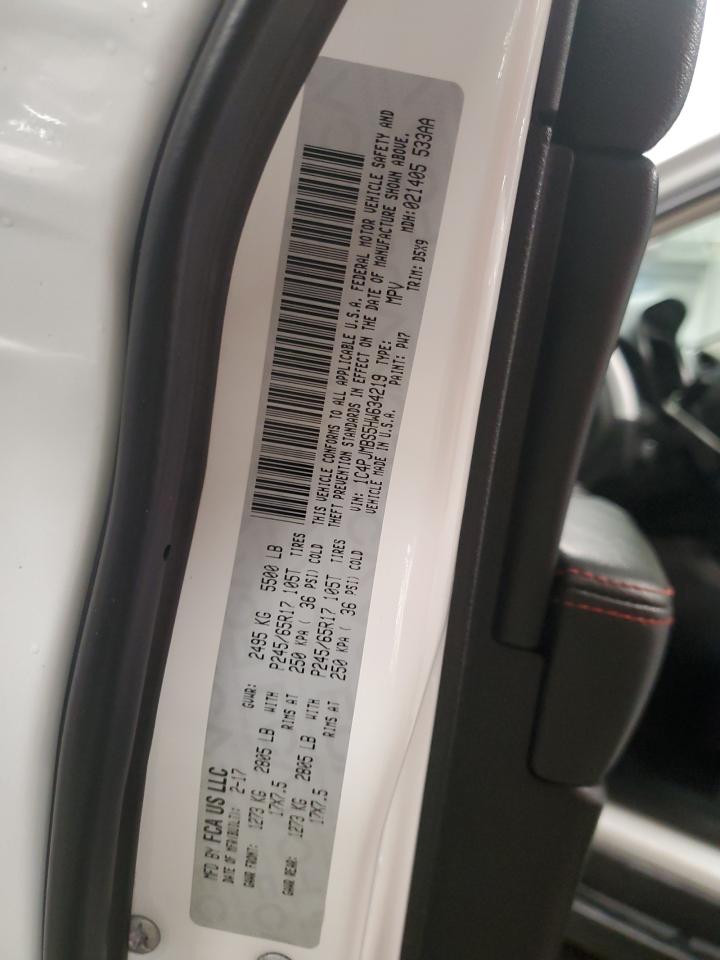 MFD BY FCA US LLC
DATE OF MFR(BUILD): 2-17 GVWR: 2495 KG 5500 LB
GAWR FRONT: 1273 KG 2805 LB WITH P245/65R17 105T TIRES
17X7.5 RIMS AT 250 KPA ( 36 PSI) COLD
GAWR REAR: 1273 KG 2805 LB WITH P245/65R17 105T TIRES
17X7.5 RIMS AT 250 KPA ( 36 PSI) COLD
THIS VEHICLE CONFORMS TO ALL APPLICABLE U.S.A. FEDERAL MOTOR VEHICLE SAFETY AND
THEFT PREVENTION STANDARDS IN EFFECT ON THE DATE OF MANUFACTURE SHOWN ABOVE.
VIN: 1C4PJMBS5HW634219 TYPE: MPV MDH:021405 533AA
VEHICLE MADE IN U.S.A. PAINT: PW7 TRIM: D5X9